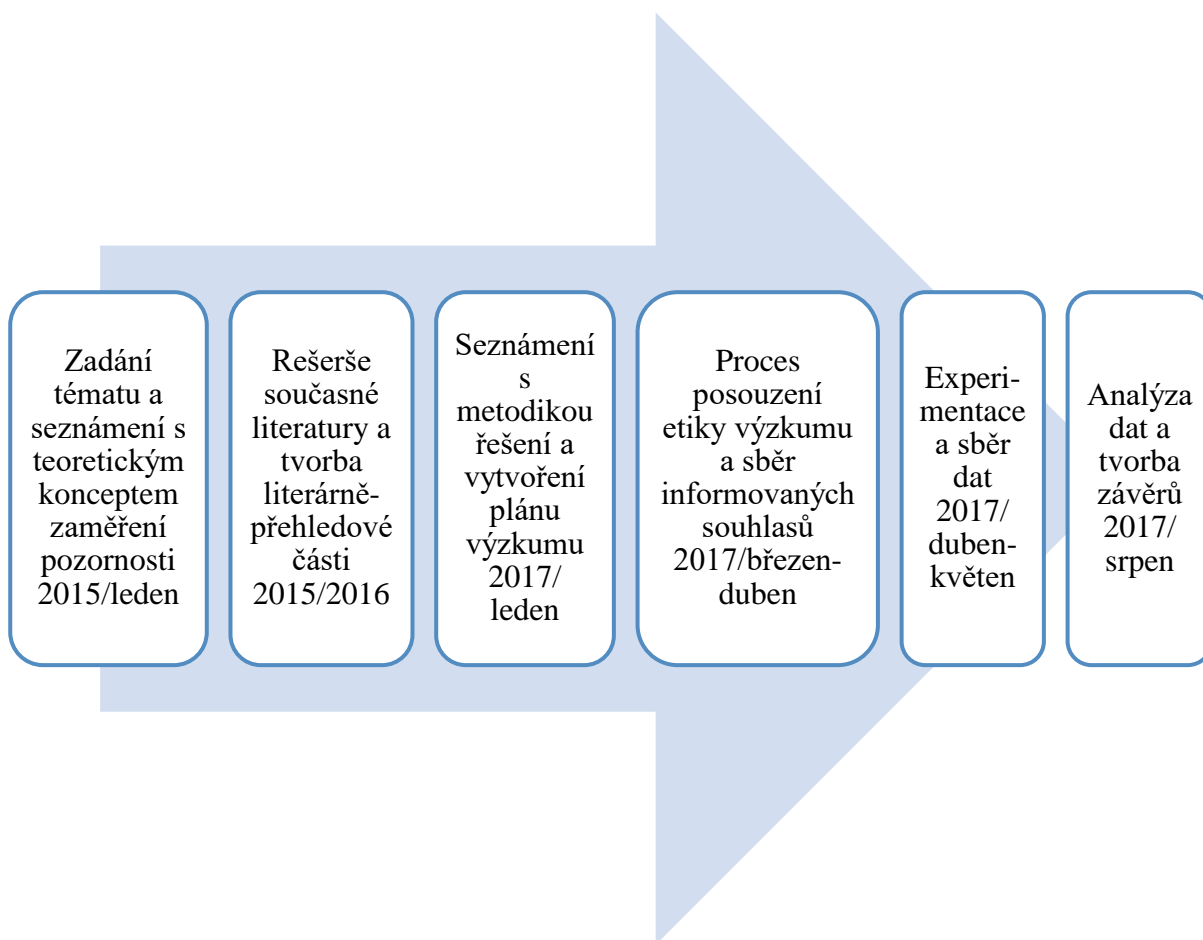 Zadání
tématu a
seznámení s
teoretickým
konceptem
zaměření
pozornosti
2015/leden
Rešerše
současné
literatury a
tvorba
literárně-
přehledové
části
2015/2016
Seznámení
s
metodikou
řešení a
vytvoření
plánu
výzkumu
2017/
leden
Proces
posouzení
etiky výzkumu
a sběr
informovaných
souhlasů
2017/březen-
duben
Experi-
mentace
a sběr
dat
2017/
duben-
květen
Analýza
dat a
tvorba
závěrů
2017/
srpen